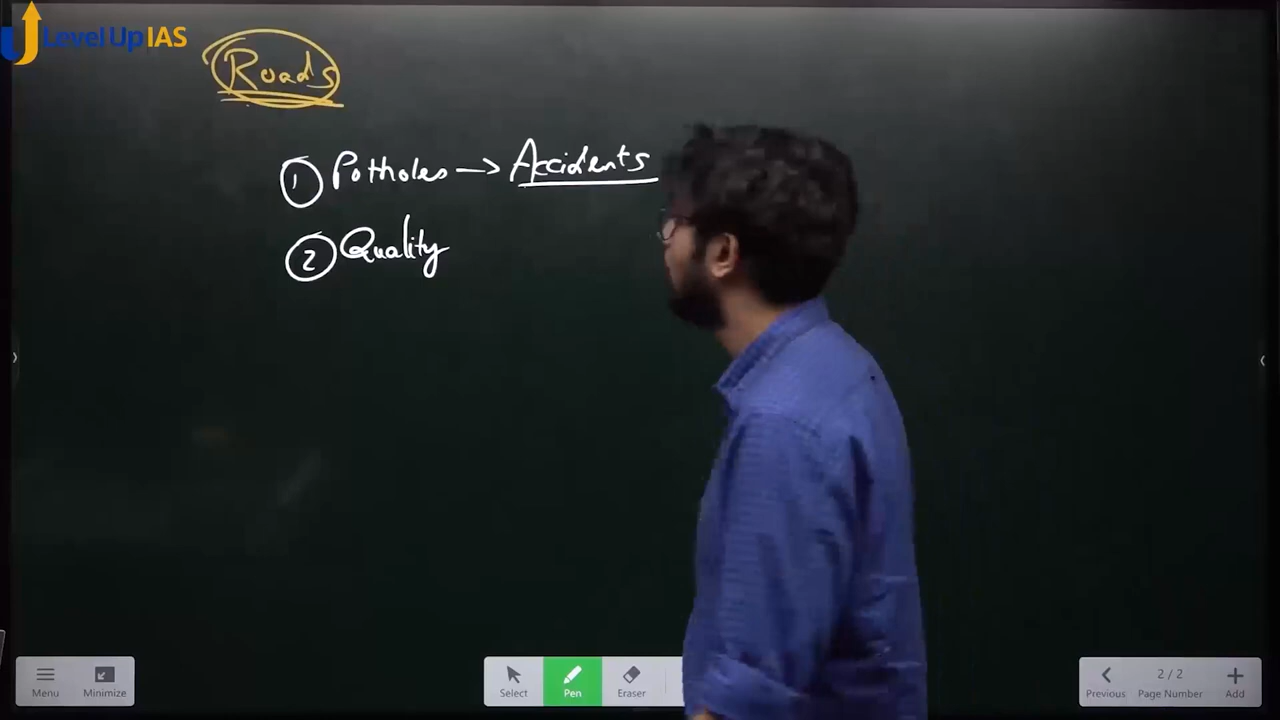 Level Up IAS
Roads
1 Potholes → Accidents
2 Quality
Menu
Minimize
Select
Pen
Eraser
Previous
2 / 2
Page Number
Add